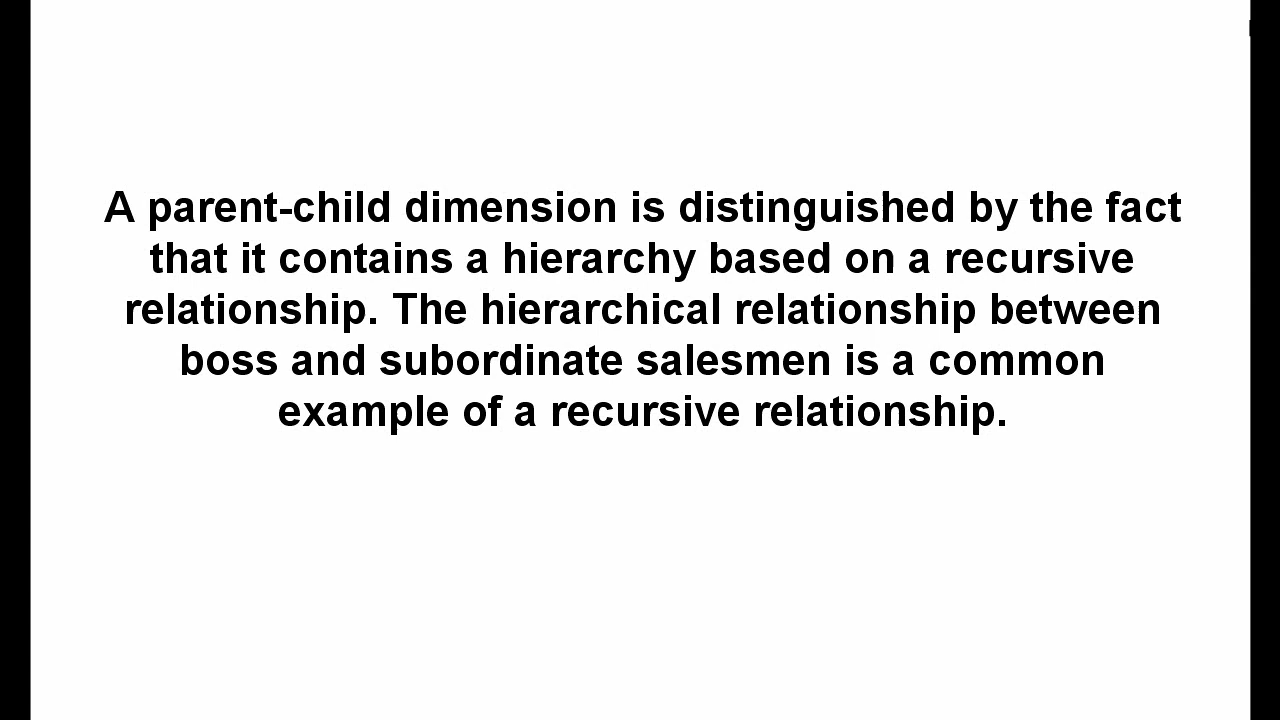 A parent-child dimension is distinguished by the fact
that it contains a hierarchy based on a recursive
relationship. The hierarchical relationship between
boss and subordinate salesmen is a common
example of a recursive relationship.